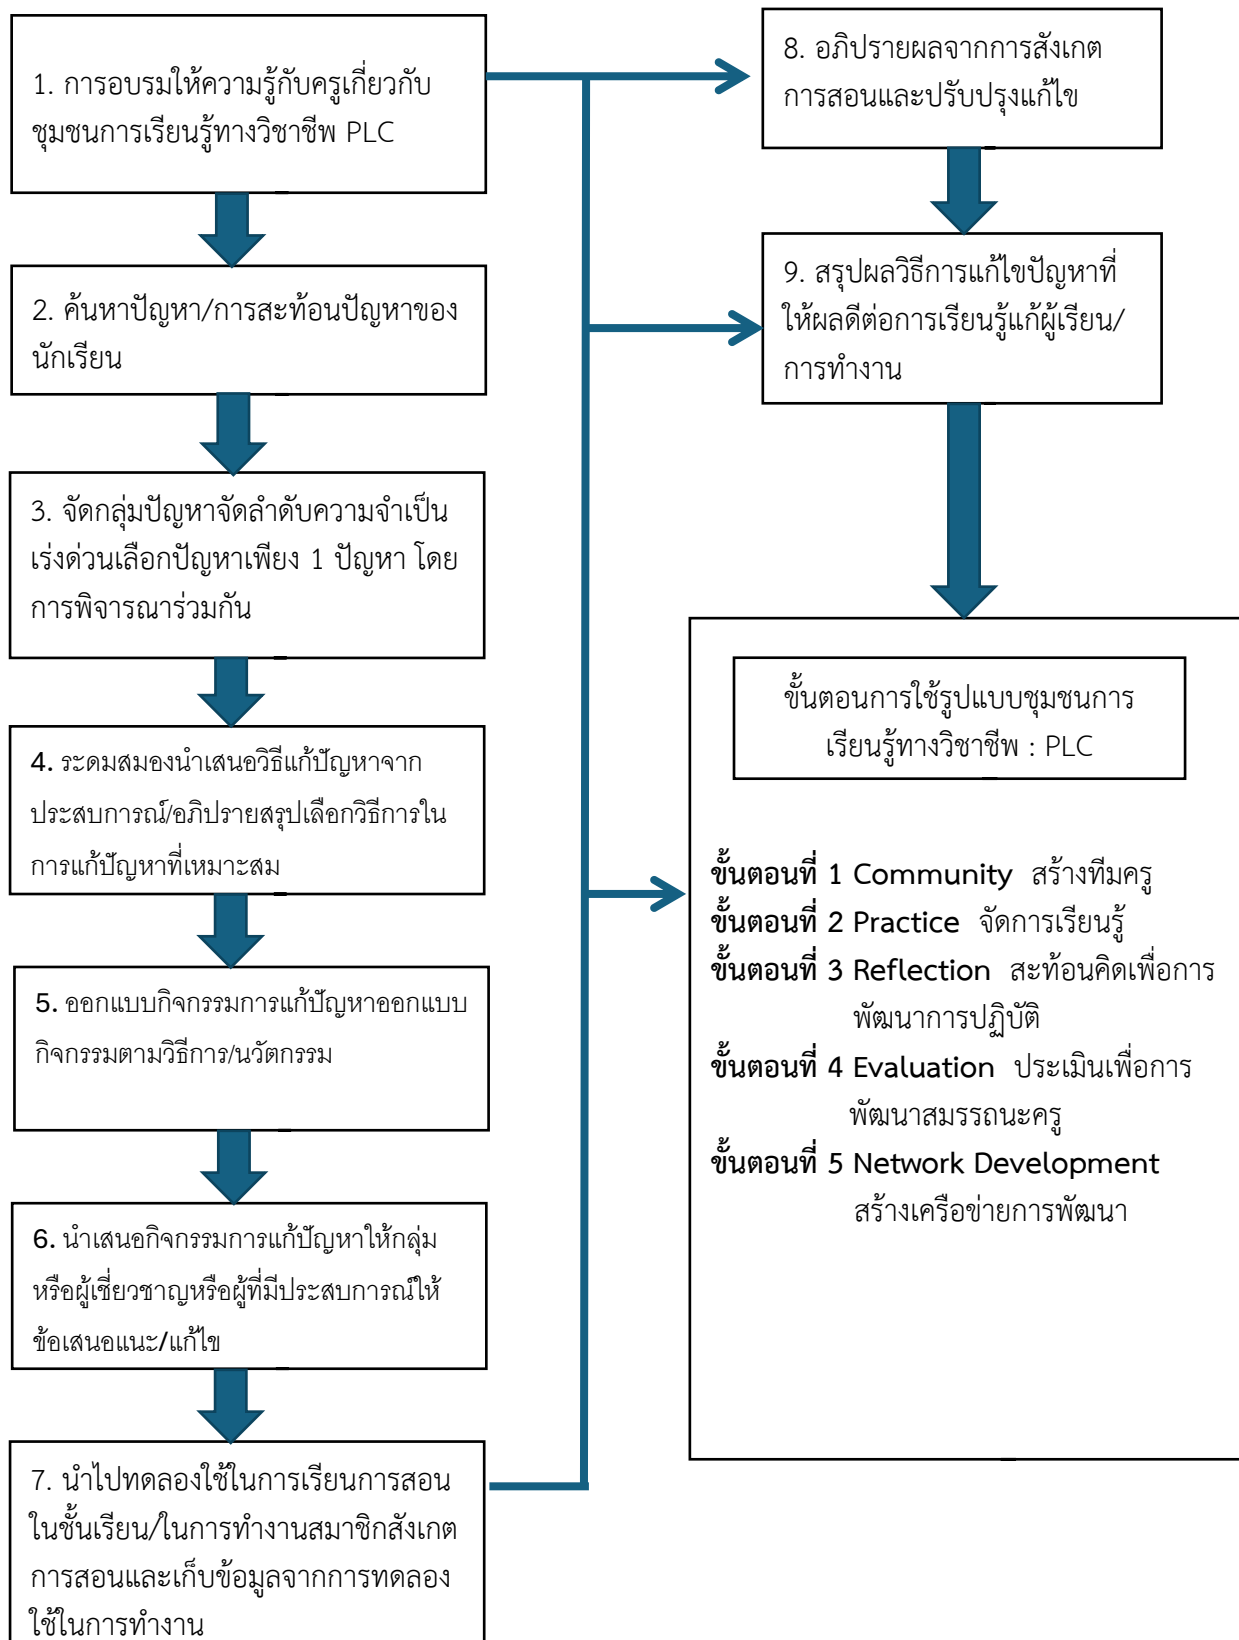 1. การอบรมให้ความรู้กับครูเกี่ยวกับ
ชุมชนการเรียนรู้ทางวิชาชีพ PLC
2. ค้นหาปัญหา/การสะท้อนปัญหาของ
นักเรียน
3. จัดกลุ่มปัญหาจัดลำดับความจำเป็น
เร่งด่วนเลือกปัญหาเพียง 1 ปัญหา โดย
การพิจารณาร่วมกัน
4. ระดมสมองนำเสนอวิธีแก้ปัญหาจาก
ประสบการณ์/อภิปรายสรุปเลือกวิธีการใน
การแก้ปัญหาที่เหมาะสม
5. ออกแบบกิจกรรมการแก้ปัญหาออกแบบ
กิจกรรมตามวิธีการ/นวัตกรรม
6. นำเสนอกิจกรรมการแก้ปัญหาให้กลุ่ม
หรือผู้เชี่ยวชาญหรือผู้ที่มีประสบการณ์ให้
ข้อเสนอแนะ/แก้ไข
7. นำไปทดลองใช้ในการเรียนการสอน
ในชั้นเรียน/ในการทำงานสมาชิกสังเกต
การสอนและเก็บข้อมูลจากการทดลอง
ใช้ในการทำงาน
8. อภิปรายผลจากการสังเกต
การสอนและปรับปรุงแก้ไข
9. สรุปผลวิธีการแก้ไขปัญหาที่
ให้ผลดีต่อการเรียนรู้แก้ผู้เรียน/
การทำงาน
ขั้นตอนการใช้รูปแบบชุมชนการ
เรียนรู้ทางวิชาชีพ : PLC
ขั้นตอนที่ 1 Community สร้างทีมครู
ขั้นตอนที่ 2 Practice จัดการเรียนรู้
ขั้นตอนที่ 3 Reflection สะท้อนคิดเพื่อการ
พัฒนาการปฏิบัติ
ขั้นตอนที่ 4 Evaluation ประเมินเพื่อการ
พัฒนาสมรรถนะครู
ขั้นตอนที่ 5 Network Development
สร้างเครือข่ายการพัฒนา